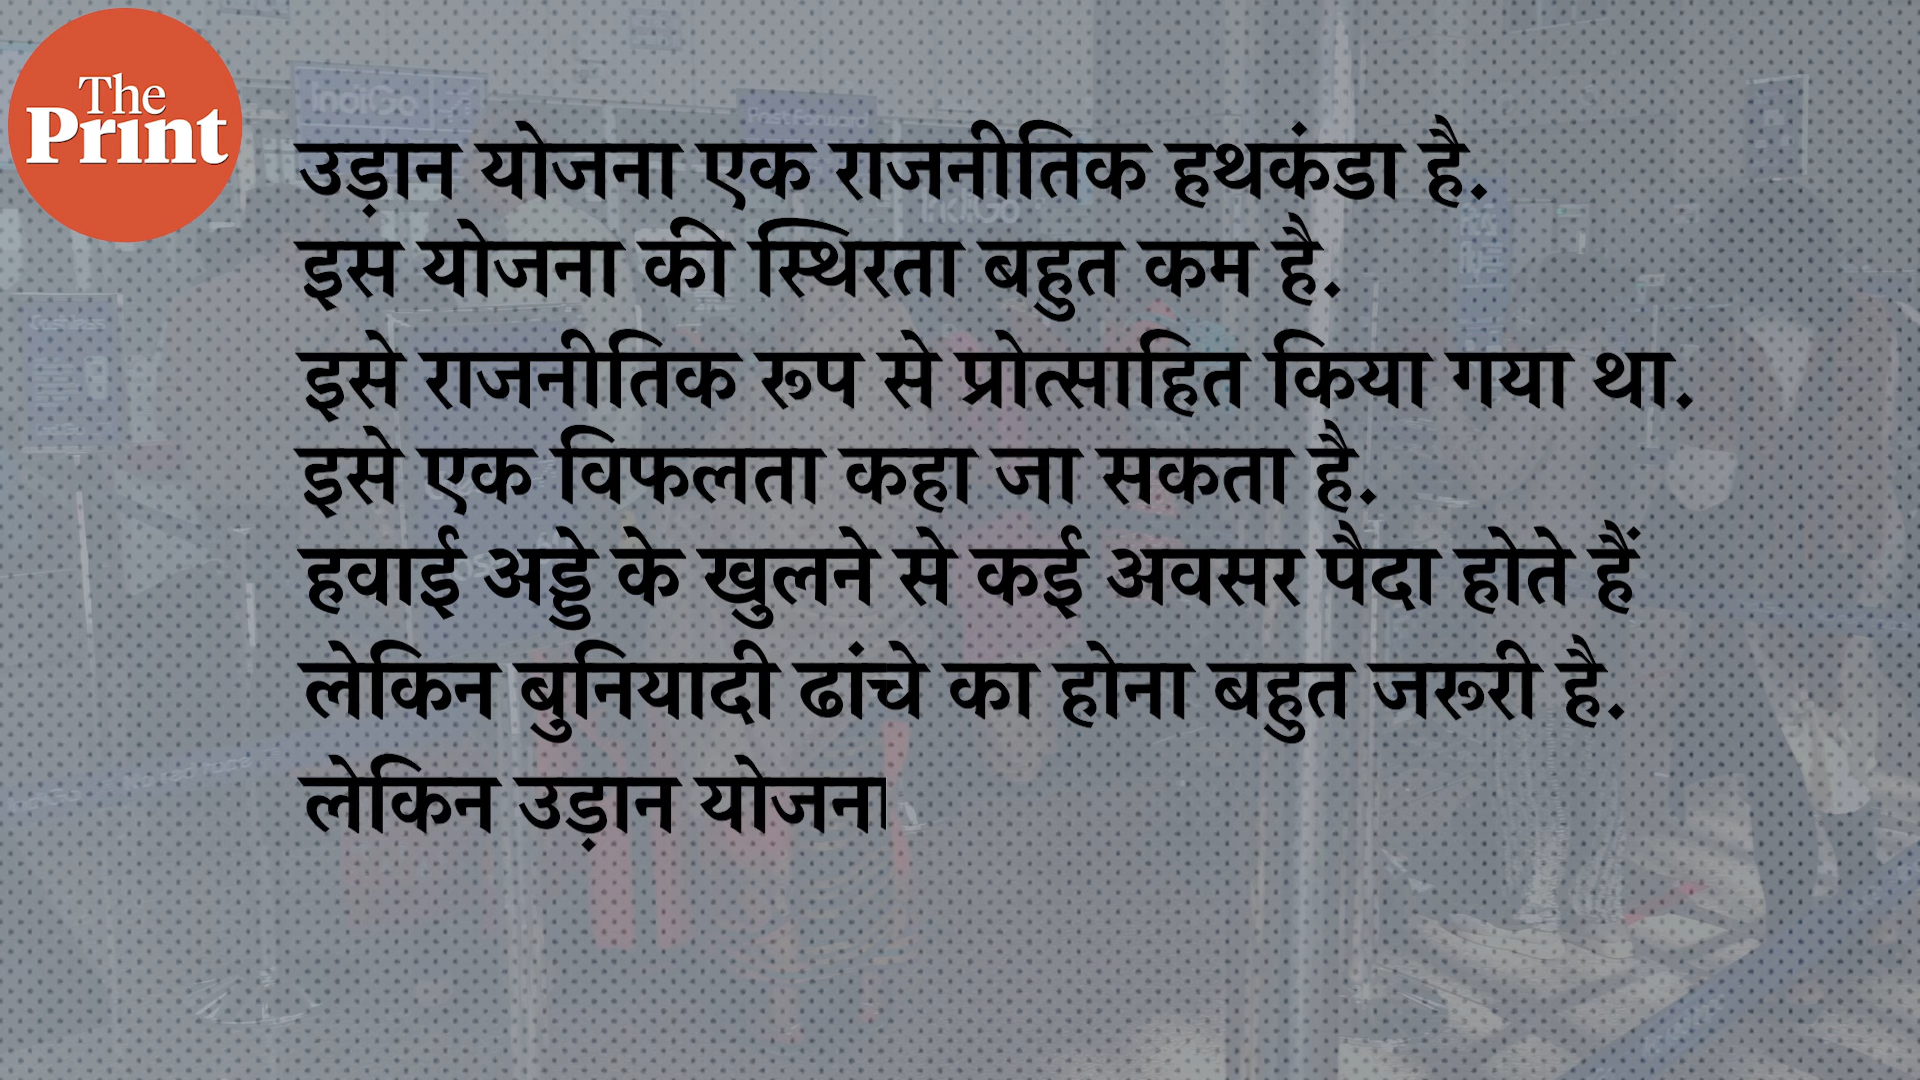 The
Print
उड़ान योजना एक राजनीतिक हथकंडा है.
इस योजना की स्थिरता बहुत कम है.
इसे राजनीतिक रूप से प्रोत्साहित किया गया था.
इसे एक विफलता कहा जा सकता है.
हवाई अड्डे के खुलने से कई अवसर पैदा होते हैं
लेकिन बुनियादी ढांचे का होना बहुत जरूरी है.
लेकिन उड़ान योजना